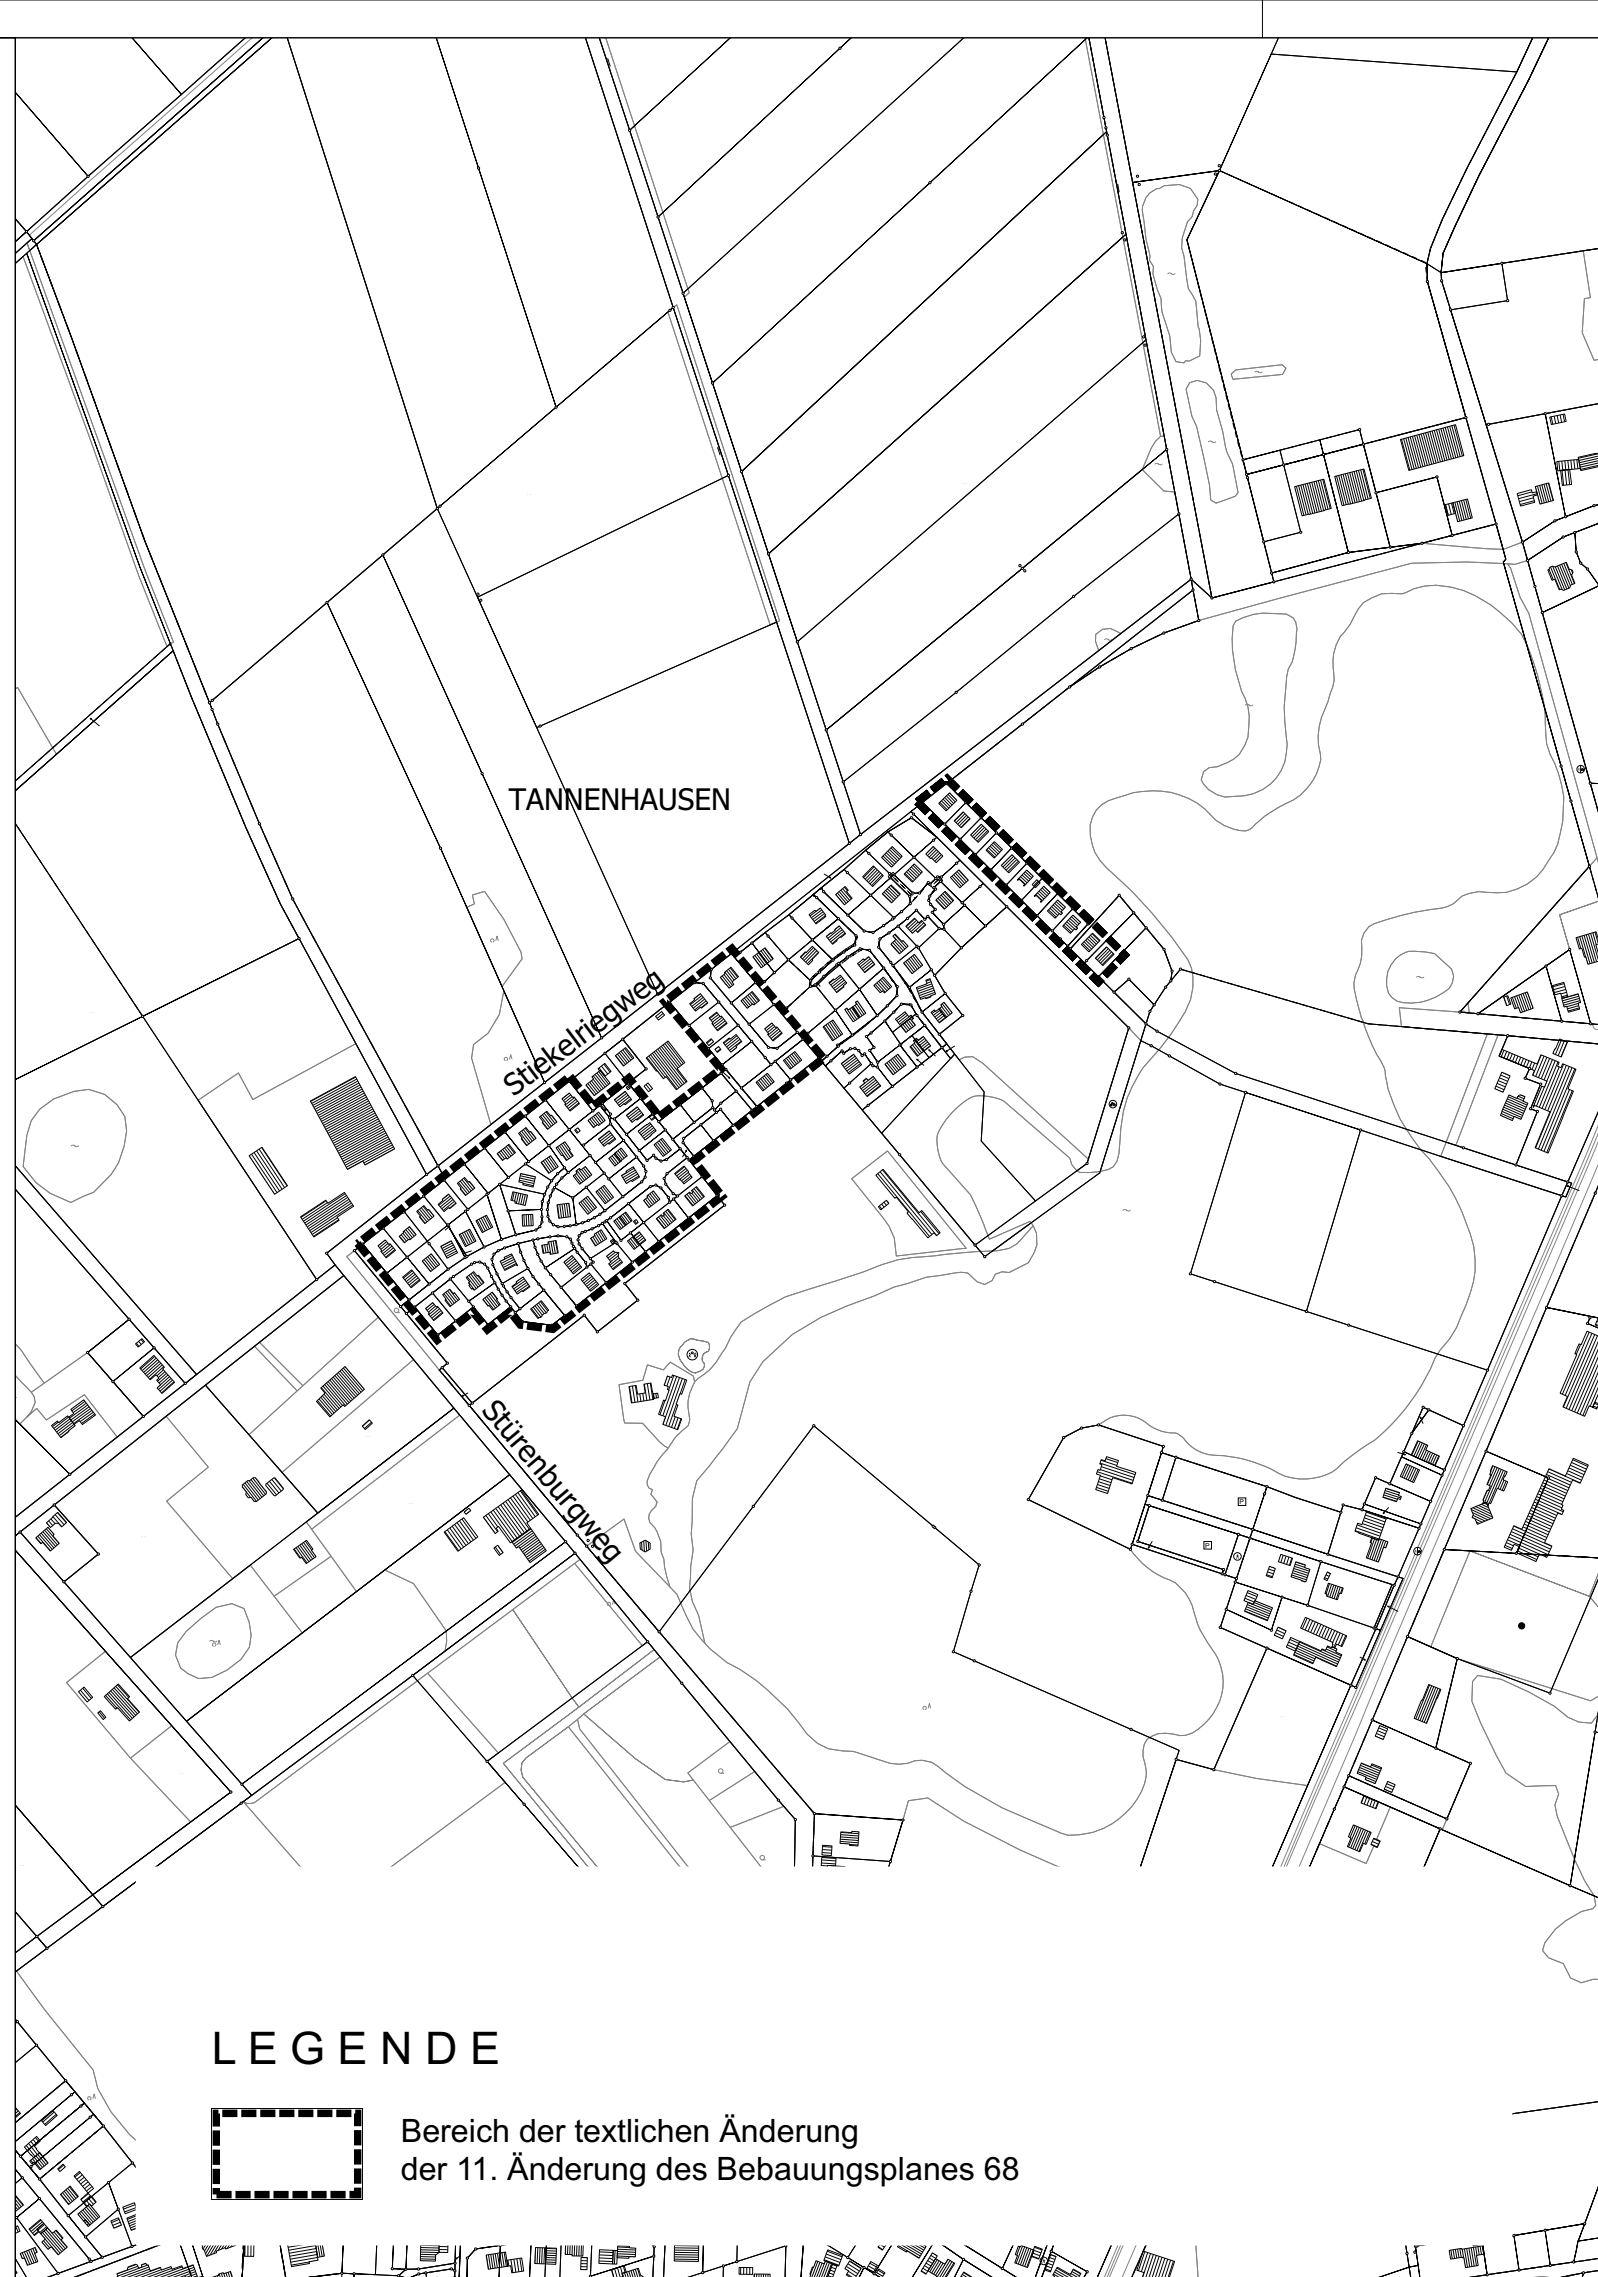 TANNENHAUSEN
Stiekelriegweg
Stürenburgweg
LEGENDE
Bereich der textlichen Änderung
der 11. Änderung des Bebauungsplanes 68